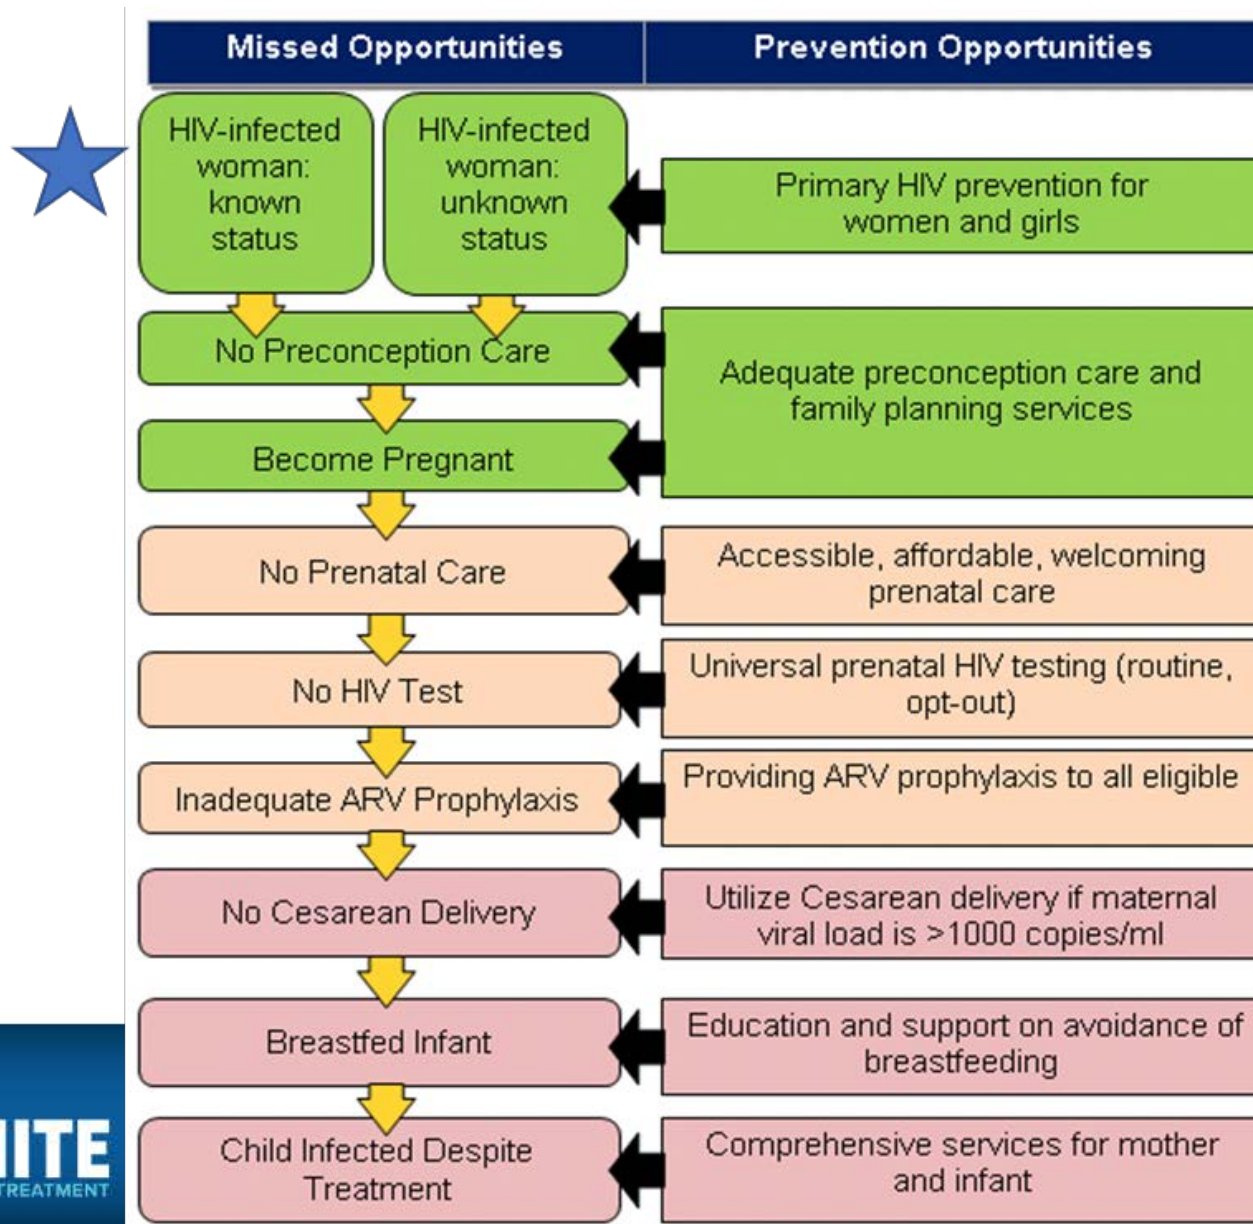 Missed Opportunities
Prevention Opportunities
HIV-infected
woman:
known
status
HIV-infected
woman:
unknown
status
Primary HIV prevention for
women and girls
No Preconception Care
Adequate preconception care and
family planning services
Become Pregnant
No Prenatal Care
Accessible, affordable, welcoming
prenatal care
No HIV Test
Universal prenatal HIV testing (routine,
opt-out)
Inadequate ARV Prophylaxis
Providing ARV prophylaxis to all eligible
No Cesarean Delivery
Utilize Cesarean delivery if maternal
viral load is >1000 copies/ml
Breastfed Infant
Education and support on avoidance of
breastfeeding
Child Infected Despite
Treatment
Comprehensive services for mother
and infant
TREATMENT